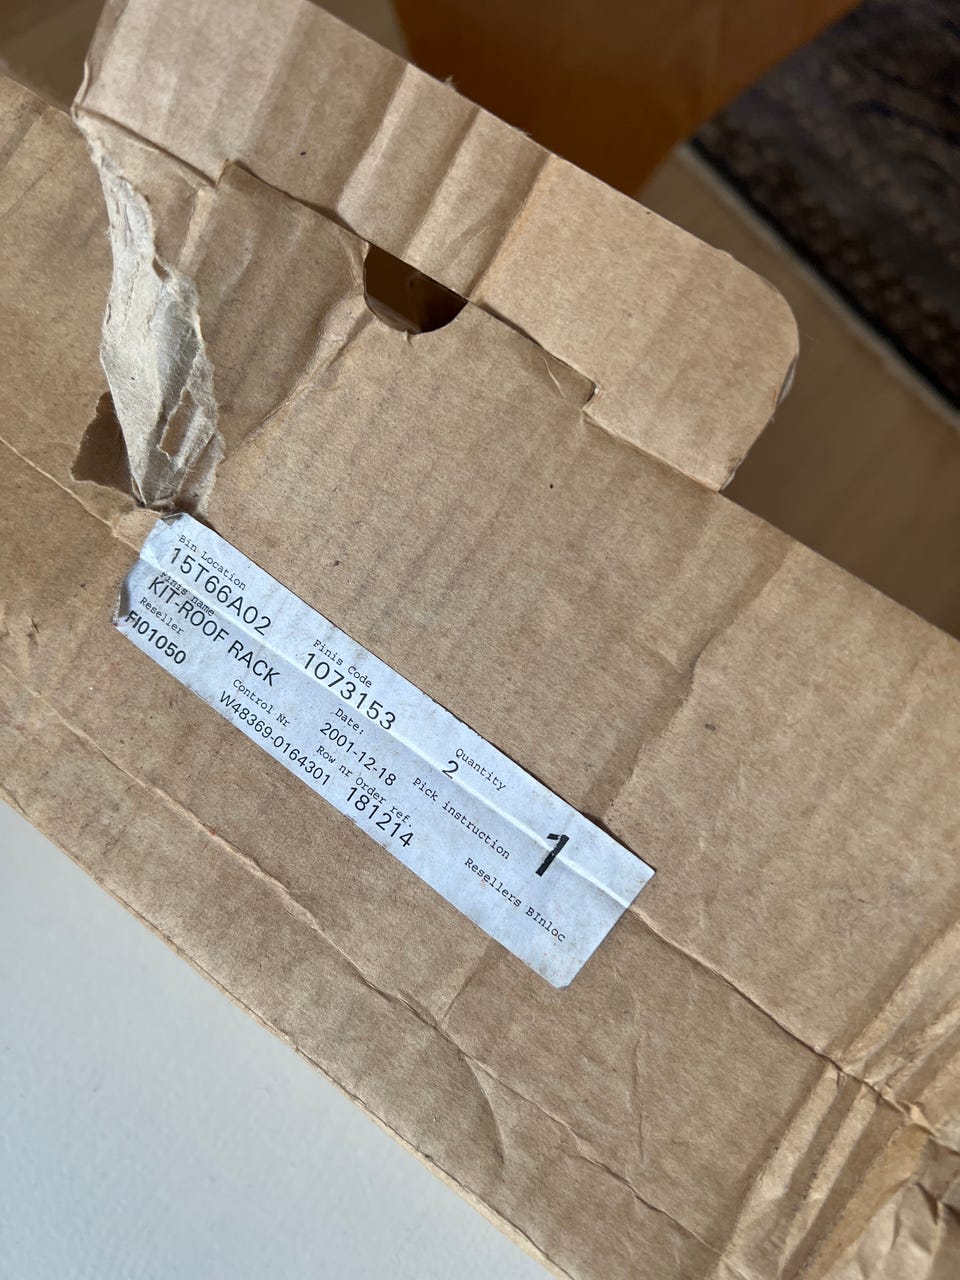 Bin Location
15T66A02
Finis Code
1073153
Quantity
2
Finis name
KIT-ROOF RACK
Date:
2001-12-18
Pick instruction
1
Reseller
FI01050
Control Nr
W48369-0164301
Row nr Order ref.
181214
Resellers BInloc